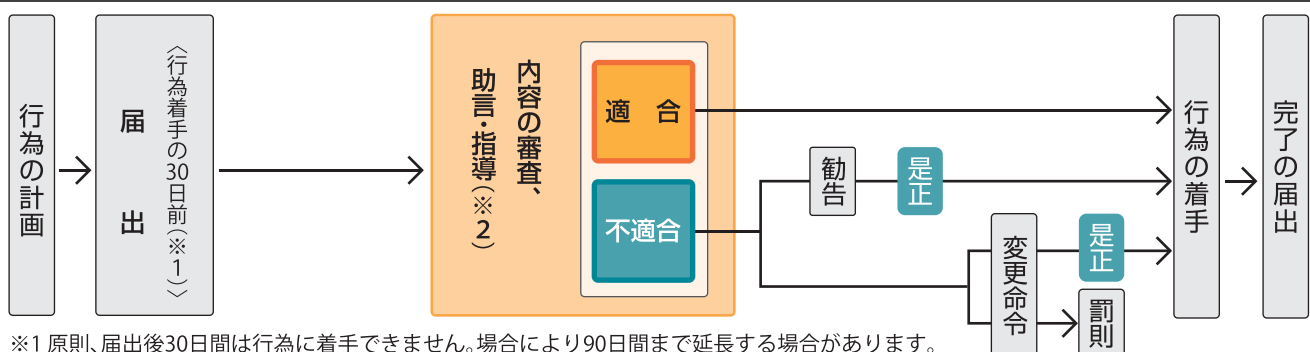 行為の計画
届出
〈行為着手の30日前(※1)〉
内容の審査、
助言・指導(※2)
適　合
不適合
勧告
是正
変更命令
是正
罰則
行為の着手
完了の届出
※1 原則、届出後30日間は行為に着手できません。場合により90日間まで延長する場合があります。